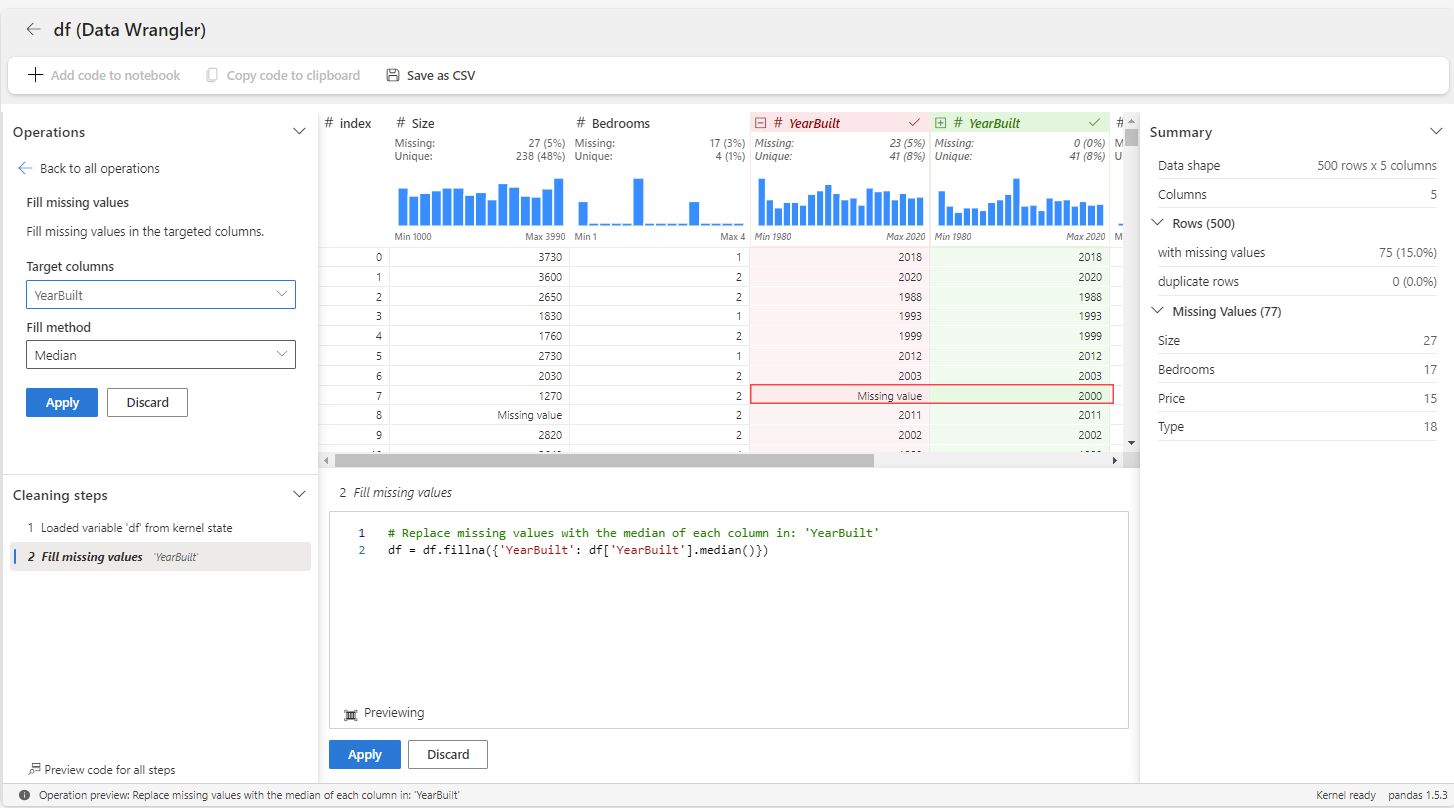 df (Data Wrangler)
Add code to notebook Copy code to clipboard Save as CSV
Operations
Back to all operations
Fill missing values
Fill missing values in the targeted columns.
Target columns
YearBuilt
Fill method
Median
Apply Discard
Cleaning steps
1 Loaded variable 'df' from kernel state
2 Fill missing values 'YearBuilt'
Preview code for all steps
# index # Size # Bedrooms # YearBuilt # YearBuilt #
Missing: 27 (5%) Missing: 17 (3%) Missing: 23 (5%) Missing: 0 (0%) M
Unique: 238 (48%) Unique: 4 (1%) Unique: 41 (8%) Unique: 41 (8%)
Min 1000 Max 3990 Min 1 Max 4 Min 1980 Max 2020 Min 1980 Max 2020 M
0 3730 1 2018 2018
1 3600 2 2020 2020
2 2650 2 1988 1988
3 1830 1 1993 1993
4 1760 2 1999 1999
5 2730 1 2012 2012
6 2030 2 2003 2003
7 1270 2 Missing value 2000
8 Missing value 2 2011 2011
9 2820 2 2002 2002
2 Fill missing values
1 # Replace missing values with the median of each column in: 'YearBuilt'
2 df = df.fillna({'YearBuilt': df['YearBuilt'].median()})
Previewing
Apply Discard
Summary
Data shape 500 rows x 5 columns
Columns 5
Rows (500)
with missing values 75 (15.0%)
duplicate rows 0 (0.0%)
Missing Values (77)
Size 27
Bedrooms 17
Price 15
Type 18
Operation preview: Replace missing values with the median of each column in: 'YearBuilt' Kernel ready pandas 1.5.3